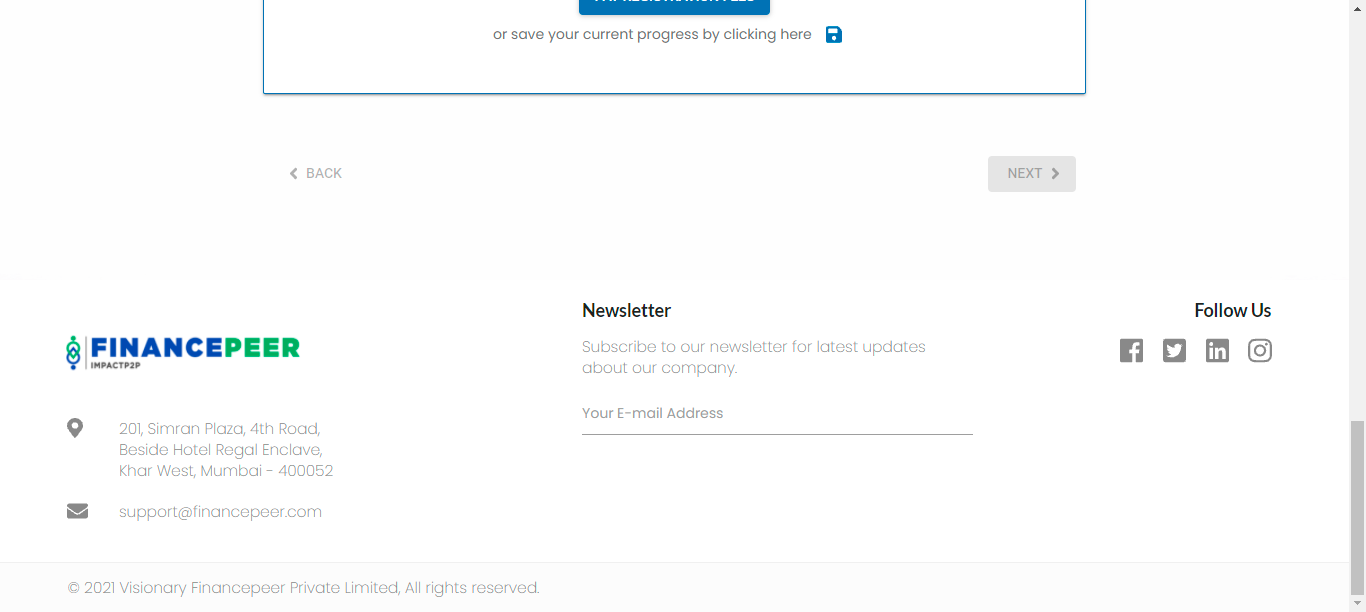 or save your current progress by clicking here
BACK
NEXT
FINANCEPEER
IMPACTP2P
201, Simran Plaza, 4th Road,
Beside Hotel Regal Enclave,
Khar West, Mumbai - 400052
support@financepeer.com
Newsletter
Subscribe to our newsletter for latest updates
about our company.
Your E-mail Address
Follow Us
© 2021 Visionary Financepeer Private Limited, All rights reserved.